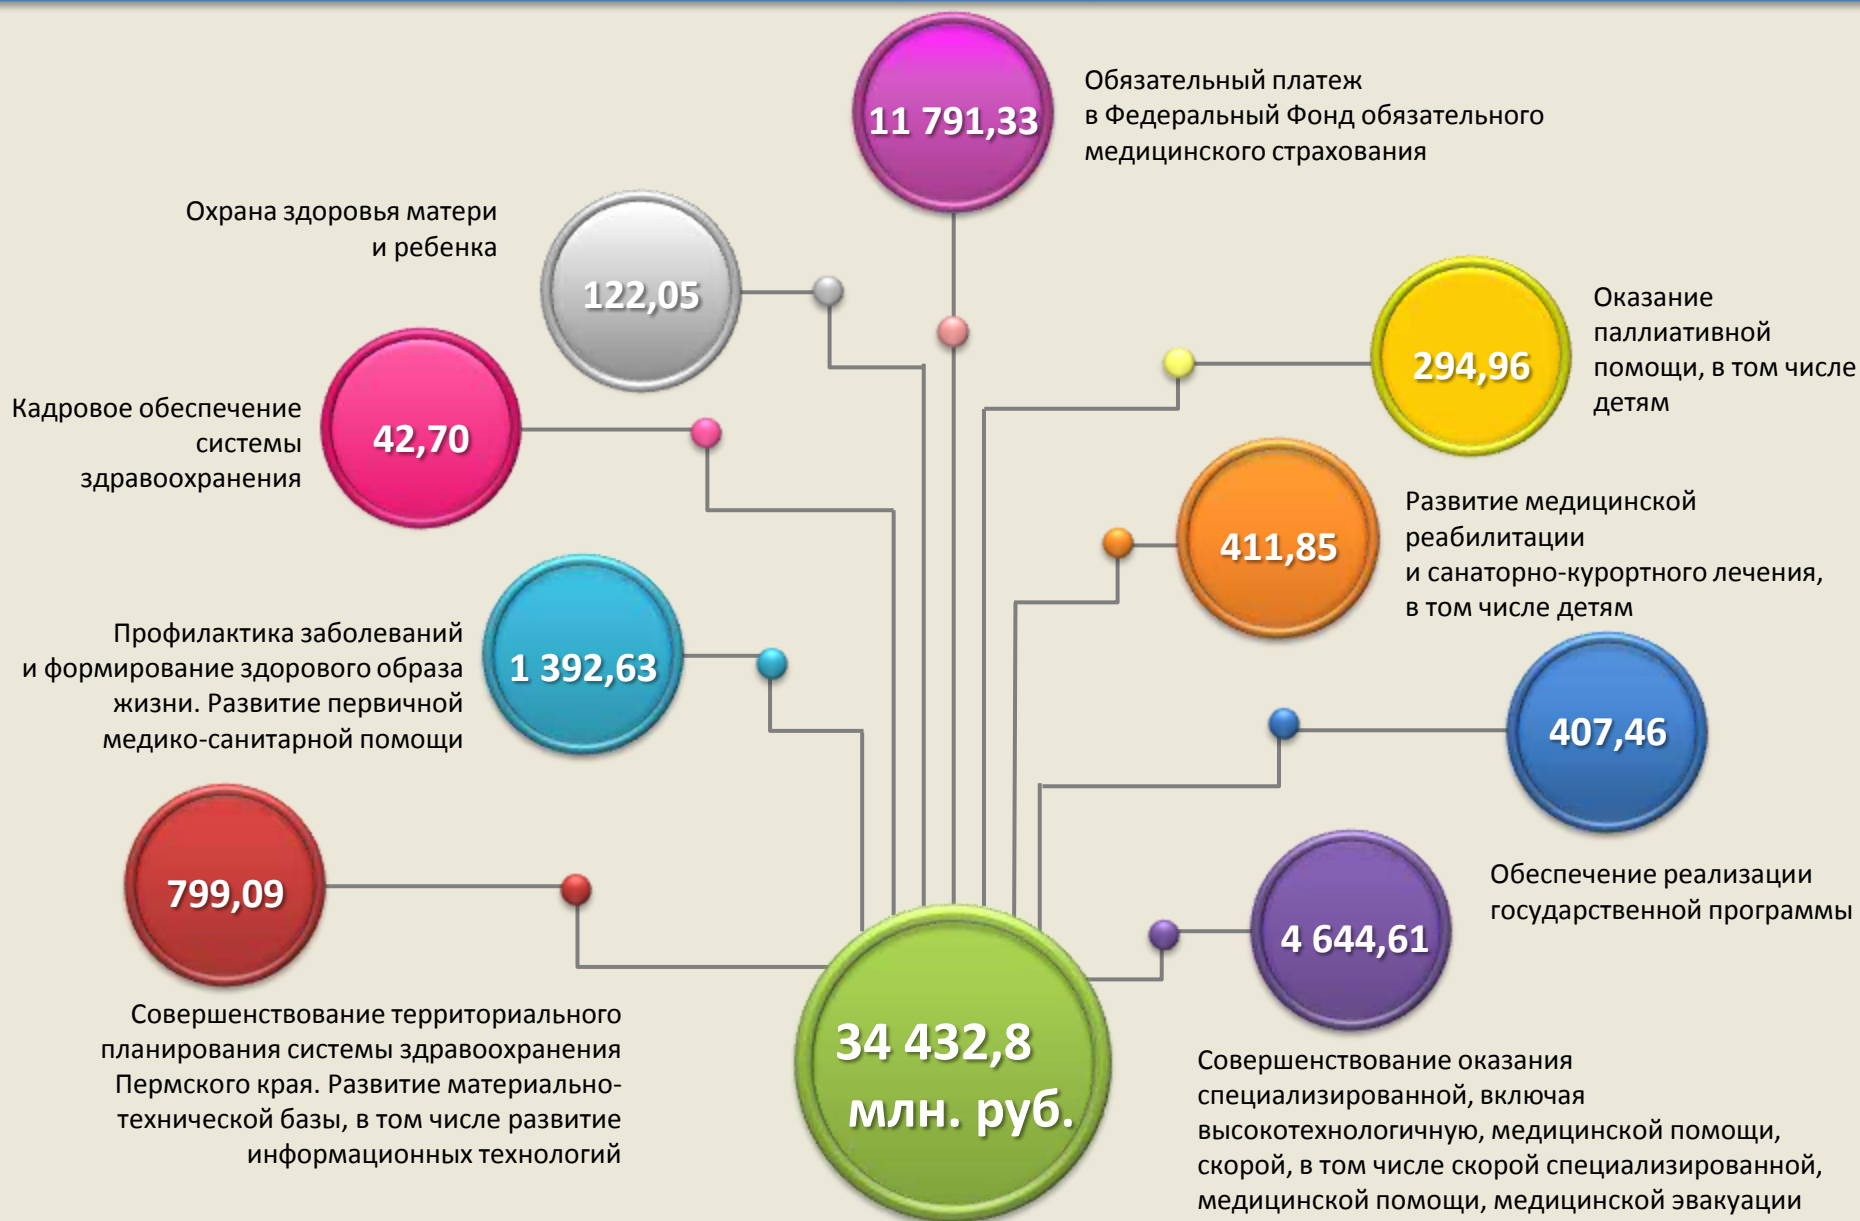 11 791,33
Обязательный платеж
в Федеральный Фонд обязательного
медицинского страхования
Охрана здоровья матери
и ребенка
122,05
294,96
Оказание
паллиативной
помощи, в том числе
детям
Кадровое обеспечение
системы
здравоохранения
42,70
411,85
Развитие медицинской
реабилитации
и санаторно-курортного лечения,
в том числе детям
Профилактика заболеваний
и формирование здорового образа
жизни. Развитие первичной
медико-санитарной помощи
1 392,63
407,46
Обеспечение реализации
государственной программы
799,09
Совершенствование территориального
планирования системы здравоохранения
Пермского края. Развитие материально-
технической базы, в том числе развитие
информационных технологий
34 432,8
млн. руб.
4 644,61
Совершенствование оказания
специализированной, включая
высокотехнологичную, медицинской помощи,
скорой, в том числе скорой специализированной,
медицинской помощи, медицинской эвакуации